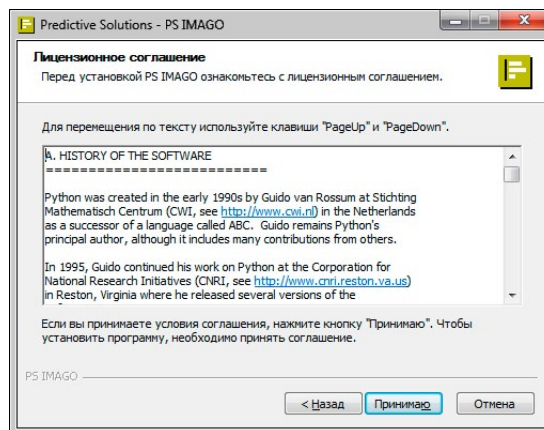 Predictive Solutions - PS IMAGO
Лицензионное соглашение
Перед установкой PS IMAGO ознакомьтесь с лицензионным соглашением.
Для перемещения по тексту используйте клавиши "PageUp" и "PageDown".
A. HISTORY OF THE SOFTWARE
==========================
Python was created in the early 1990s by Guido van Rossum at Stichting
Mathematisch Centrum (CWI, see http://www.cwi.nl) in the Netherlands
as a successor of a language called ABC. Guido remains Python's
principal author, although it includes many contributions from others.
In 1995, Guido continued his work on Python at the Corporation for
National Research Initiatives (CNRI, see http://www.cnri.reston.va.us)
in Reston, Virginia where he released several versions of the
Если вы принимаете условия соглашения, нажмите кнопку "Принимаю". Чтобы
установить программу, необходимо принять соглашение.
PS IMAGO
< Назад Принимаю Отмена